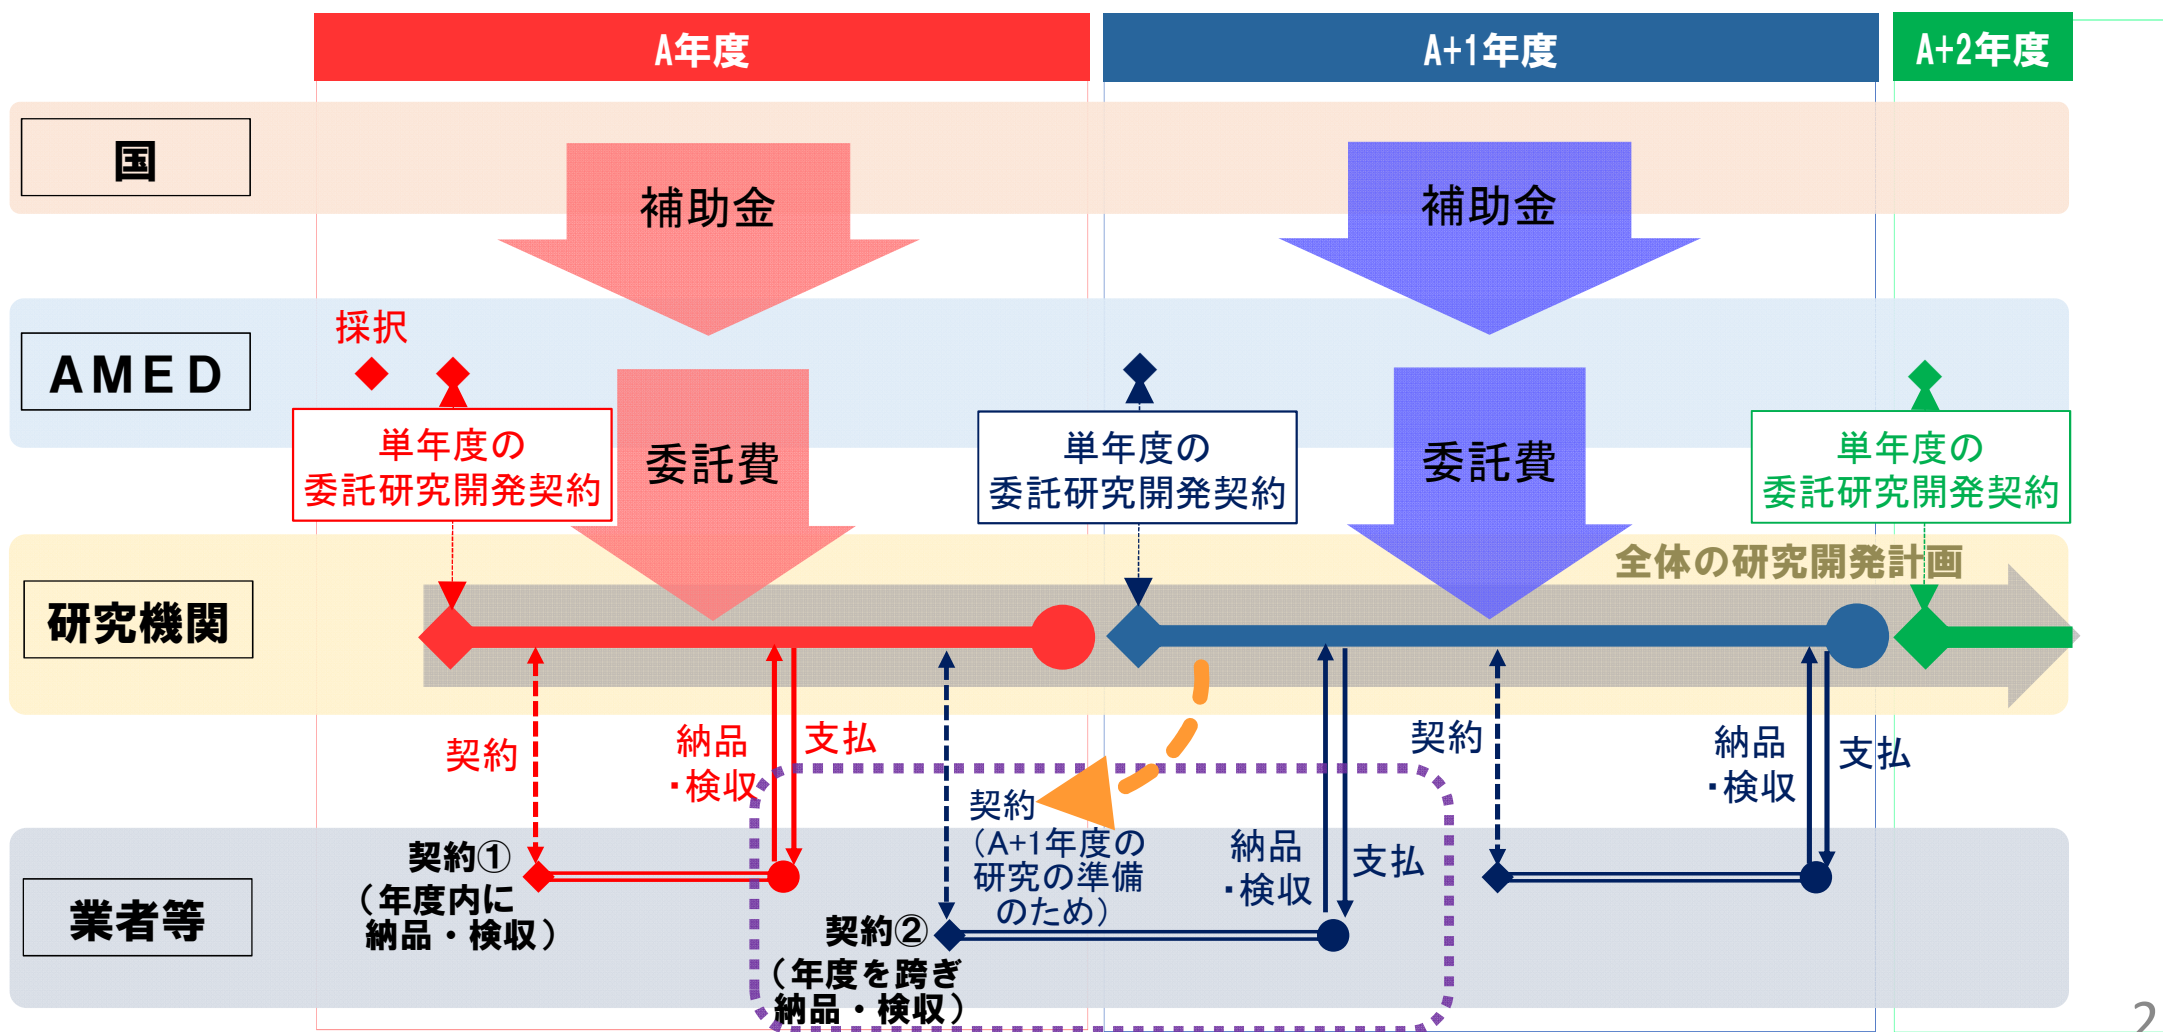 A年度
A+1年度
A+2年度
国
補助金
補助金
AMED
採択
単年度の
委託研究開発契約
委託費
単年度の
委託研究開発契約
委託費
単年度の
委託研究開発契約
全体の研究開発計画
研究機関
契約
納品
・検収
支払
契約
(A+1年度の
研究の準備
のため)
納品
・検収
支払
契約
納品
・検収
支払
業者等
契約①
(年度内に
納品・検収)
契約②
(年度を跨ぎ
納品・検収)
2